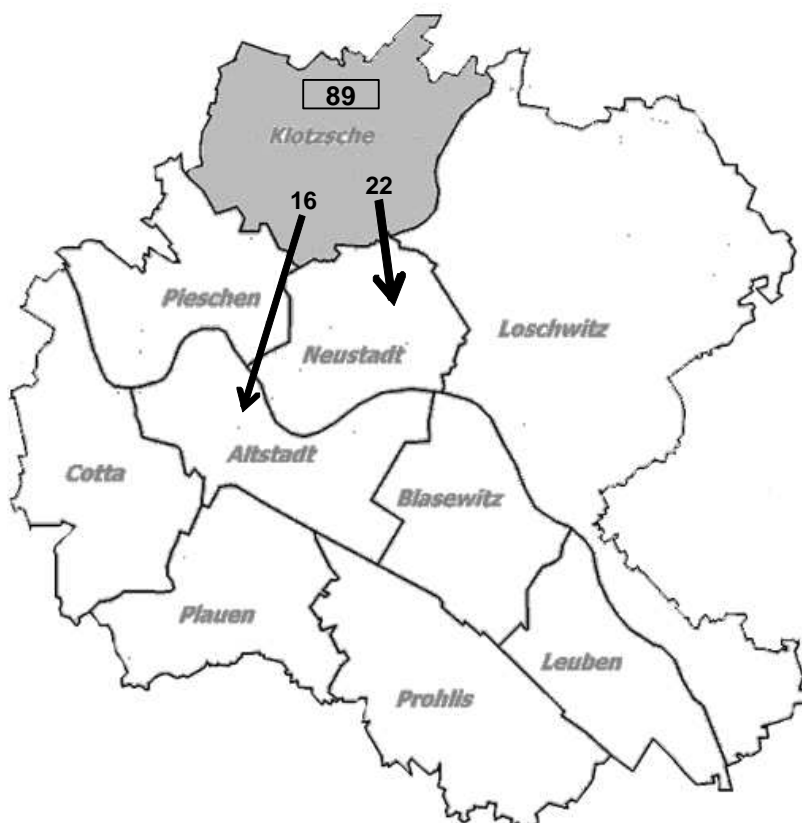 89
Klotzsche
16
22
Pieschen
Neustadt
Loschwitz
Altstadt
Cotta
Blasewitz
Plauen
Leuben
Prohlis